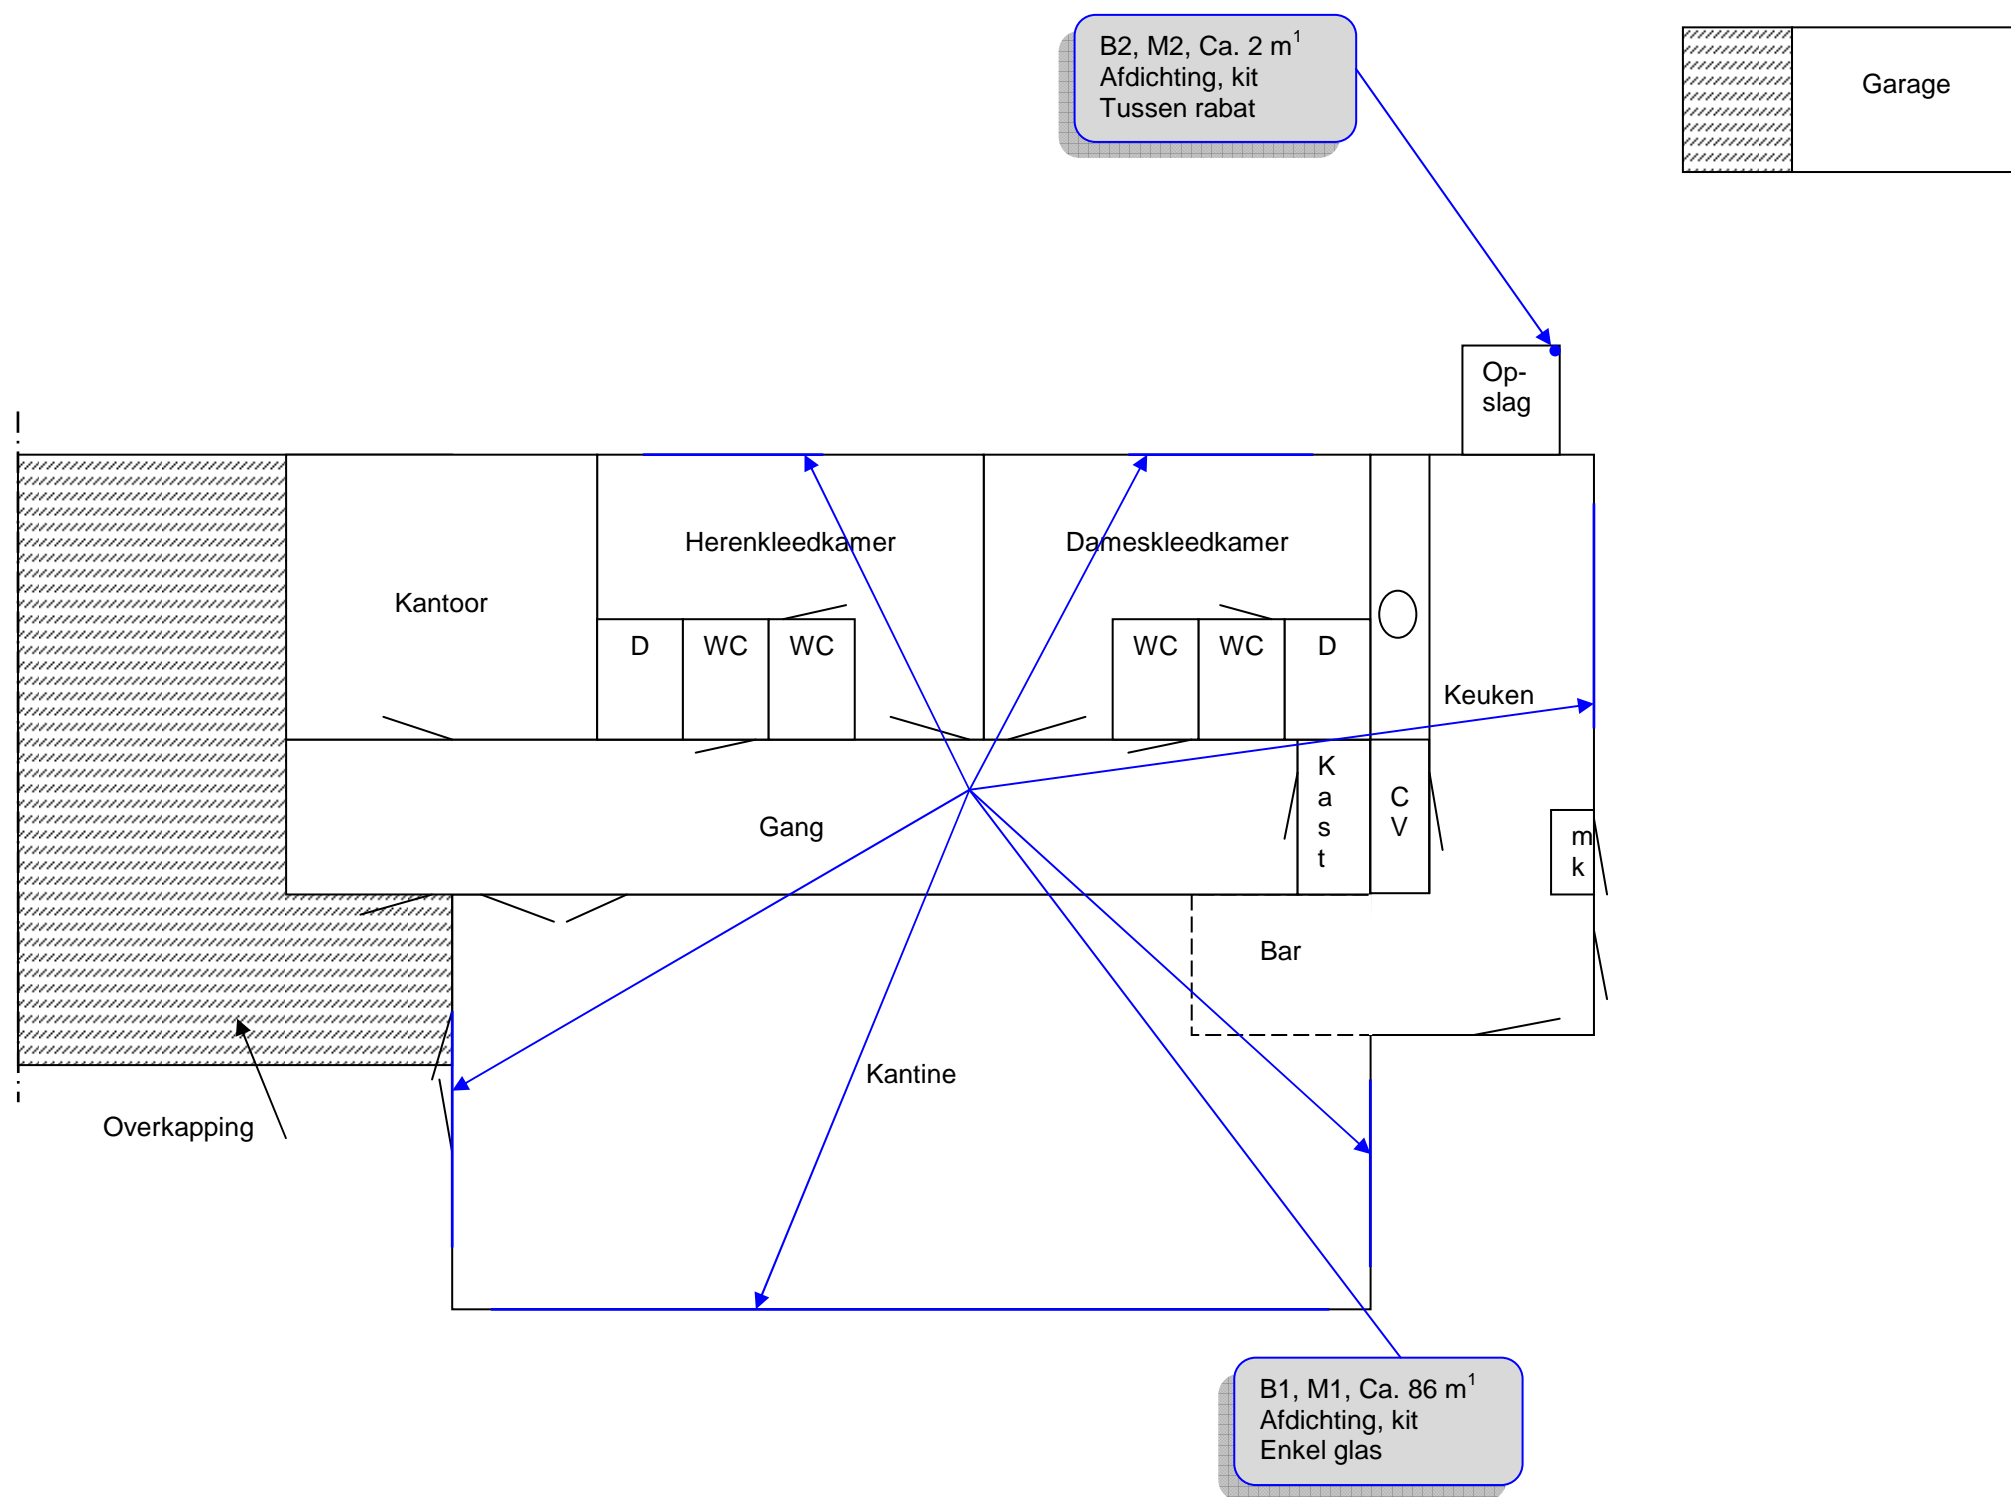 B2, M2, Ca. 2 m¹
Afdichting, kit
Tussen rabat
Garage
Op-
slag
Herenkleedkamer
Dameskleedkamer
Kantoor
D
WC
WC
WC
WC
D
Keuken
K
a
s
t
C
V
Gang
m
k
Bar
Kantine
Overkapping
B1, M1, Ca. 86 m¹
Afdichting, kit
Enkel glas